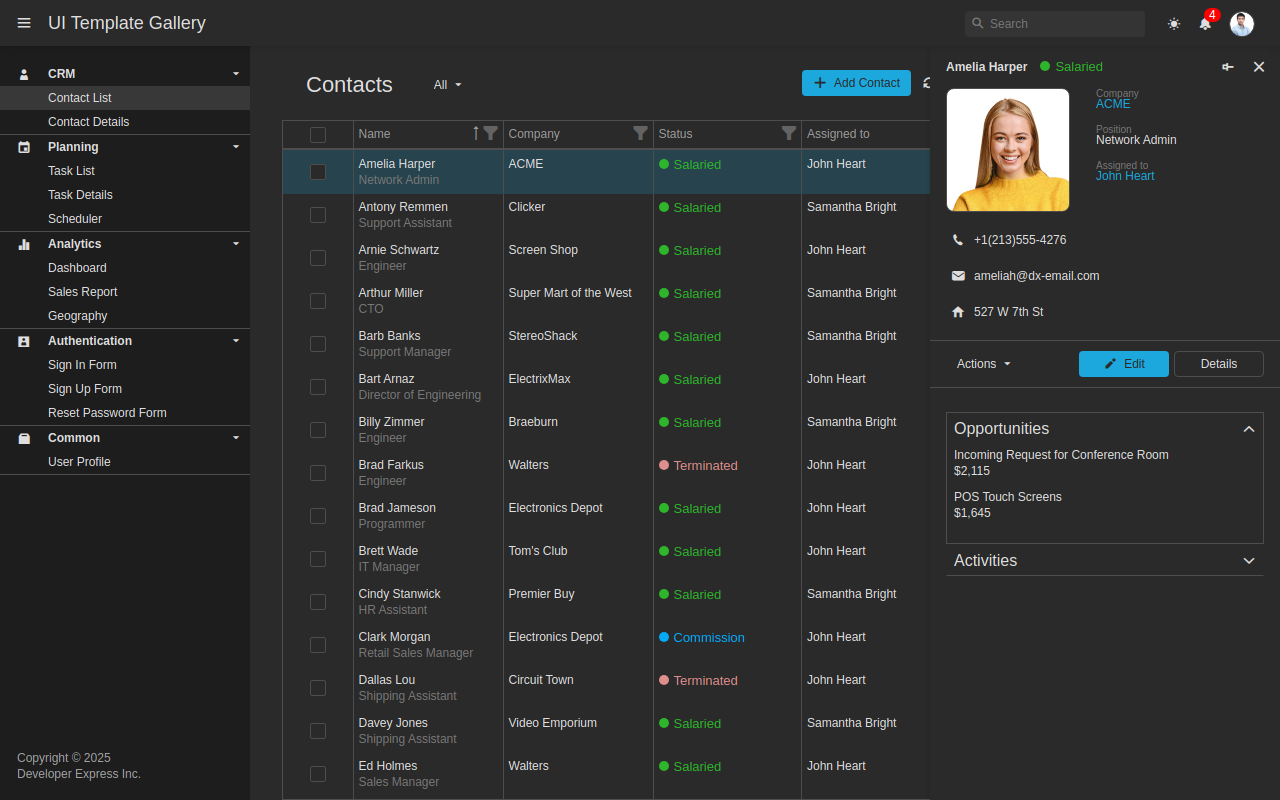 UI Template Gallery
Search
4
CRM
Contact List
Contact Details
Planning
Task List
Task Details
Scheduler
Analytics
Dashboard
Sales Report
Geography
Authentication
Sign In Form
Sign Up Form
Reset Password Form
Common
User Profile
Copyright © 2025
Developer Express Inc.
Contacts
All
Add Contact
Name Company Status Assigned to
Amelia Harper ACME Salaried John Heart
Network Admin
Antony Remmen Clicker Salaried Samantha Bright
Support Assistant
Arnie Schwartz Screen Shop Salaried John Heart
Engineer
Arthur Miller Super Mart of the West Salaried Samantha Bright
CTO
Barb Banks StereoShack Salaried Samantha Bright
Support Manager
Bart Arnaz ElectrixMax Salaried John Heart
Director of Engineering
Billy Zimmer Braeburn Salaried Samantha Bright
Engineer
Brad Farkus Walters Terminated John Heart
Engineer
Brad Jameson Electronics Depot Salaried John Heart
Programmer
Brett Wade Tom's Club Salaried John Heart
IT Manager
Cindy Stanwick Premier Buy Salaried Samantha Bright
HR Assistant
Clark Morgan Electronics Depot Commission John Heart
Retail Sales Manager
Dallas Lou Circuit Town Terminated John Heart
Shipping Assistant
Davey Jones Video Emporium Salaried Samantha Bright
Shipping Assistant
Ed Holmes Walters Salaried John Heart
Sales Manager
Amelia Harper Salaried
Company
ACME
Position
Network Admin
Assigned to
John Heart
+1(213)555-4276
ameliah@dx-email.com
527 W 7th St
Actions Edit Details
Opportunities
Incoming Request for Conference Room
$2,115
POS Touch Screens
$1,645
Activities